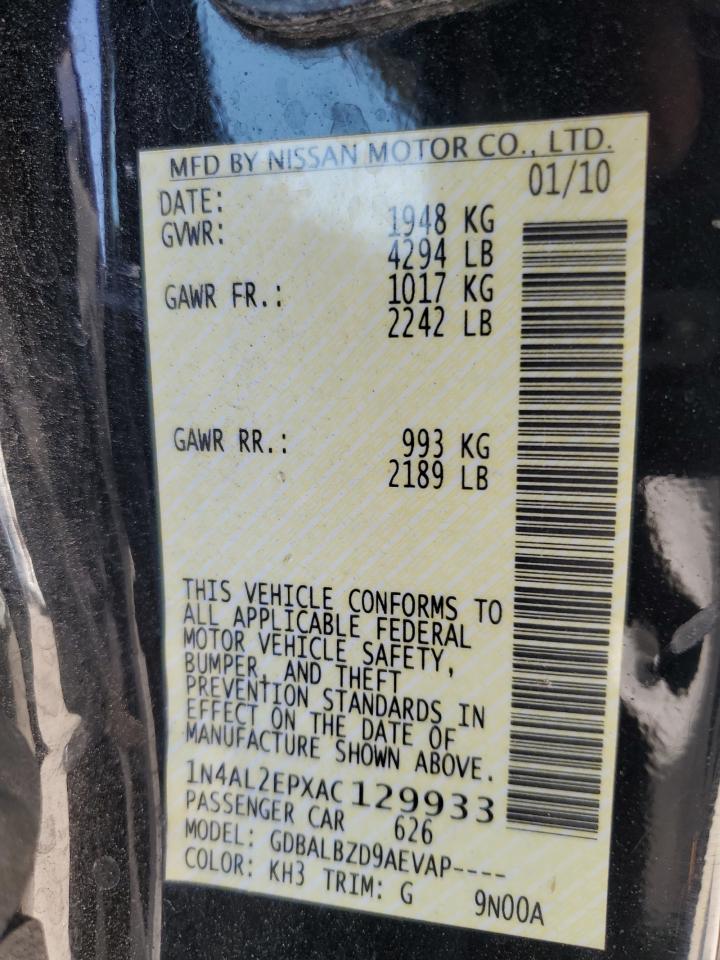 MFD BY NISSAN MOTOR CO., LTD.
DATE: 01/10
GVWR: 1948 KG
4294 LB
GAWR FR.: 1017 KG
2242 LB
GAWR RR.: 993 KG
2189 LB
THIS VEHICLE CONFORMS TO
ALL APPLICABLE FEDERAL
MOTOR VEHICLE SAFETY,
BUMPER, AND THEFT
PREVENTION STANDARDS IN
EFFECT ON THE DATE OF
MANUFACTURE SHOWN ABOVE.
1N4AL2EPXAC129933
PASSENGER CAR 626
MODEL: GDBALBZD9AEVAP----
COLOR: KH3 TRIM: G 9N00A